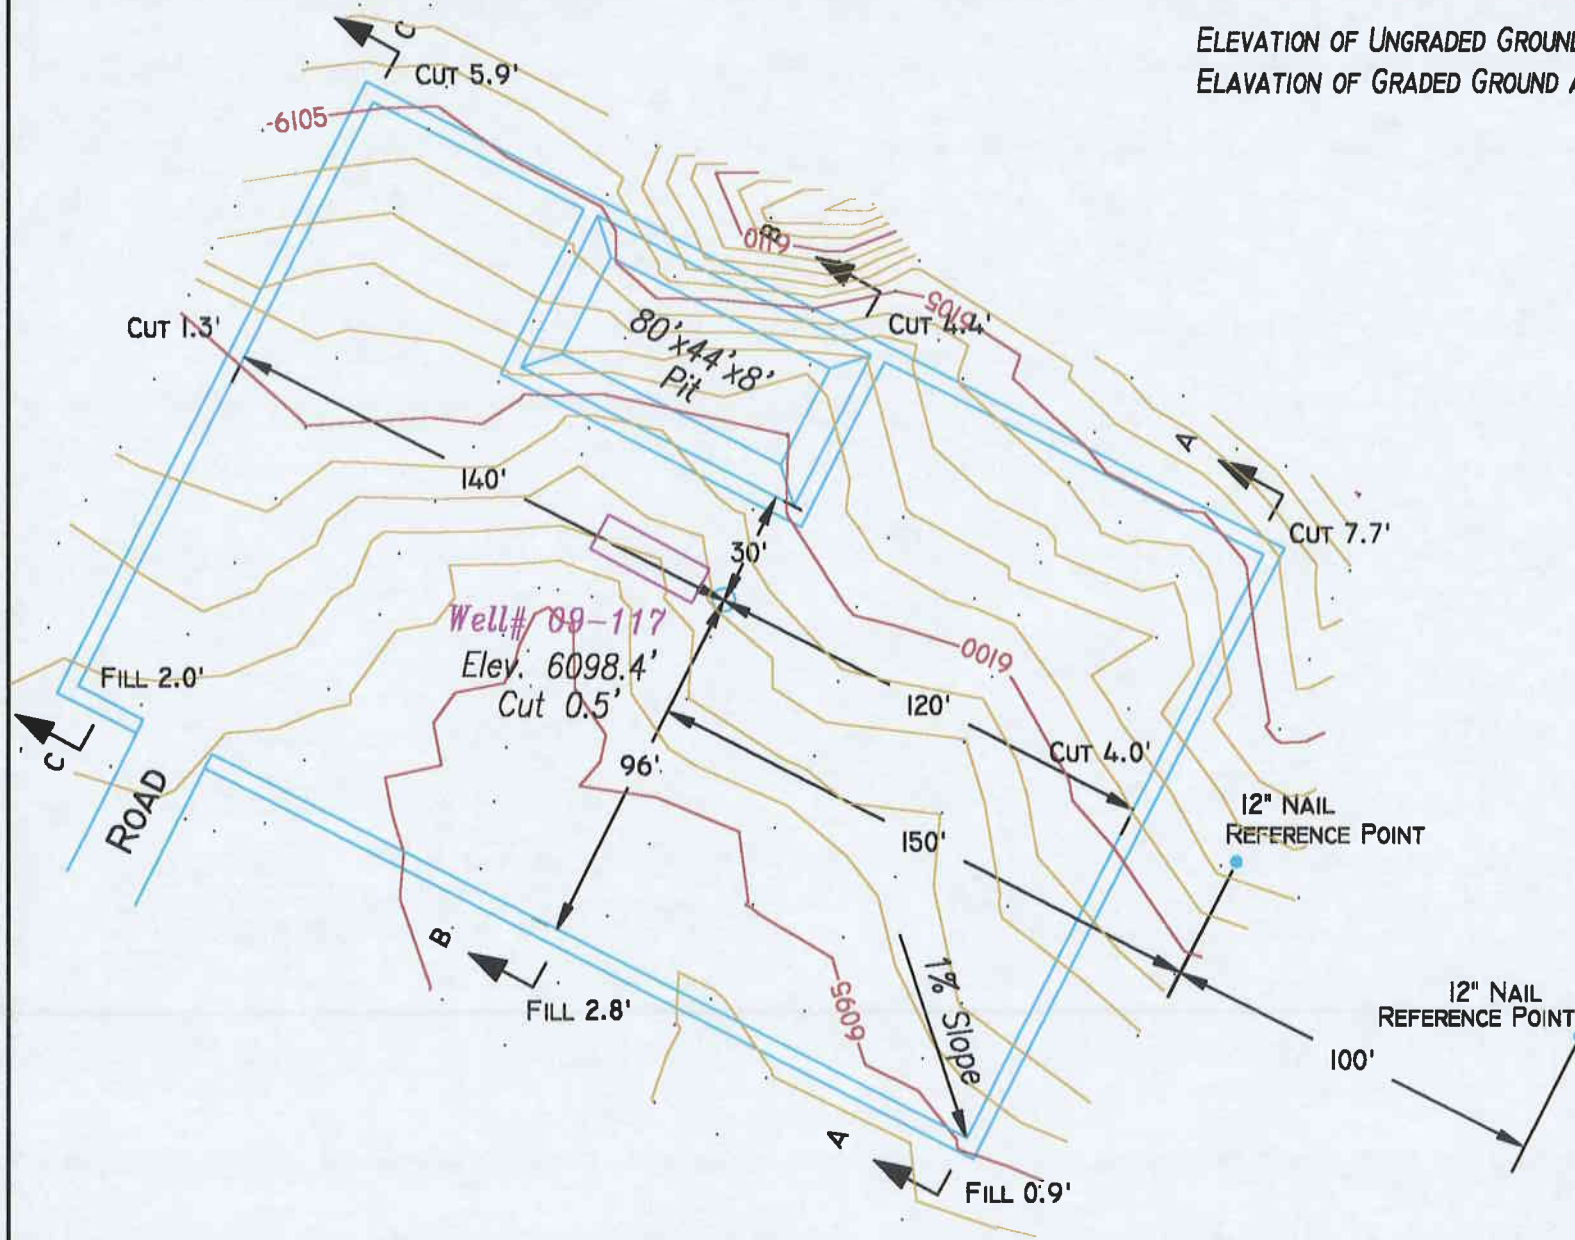 ELEVATION OF UNGRADED GROUND
ELAVATION OF GRADED GROUND
C
CUT 5.9'
-6105
6110
B
6105
CUT 4.4'
CUT 1.3'
80'x44'x8'
Pit
A
140'
CUT 7.7'
30'
Well# 09-117
Elev. 6098.4'
Cut 0.5'
6100
FILL 2.0'
120'
C
CUT 4.0'
96'
ROAD
12" NAIL
REFERENCE POINT
150'
B
1% Slope
FILL 2.8'
6095
12" NAIL
REFERENCE POINT
100'
A
FILL 0.9'